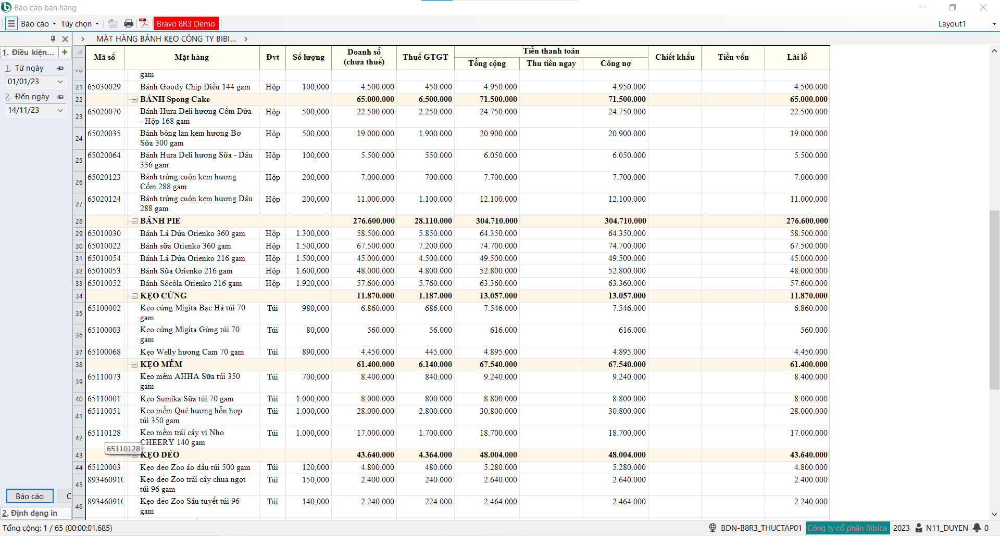 Báo cáo bán hàng
Báo cáo Tùy chọn Bravo 8R3 Demo Layout1
MẶT HÀNG BÁNH KẸO CÔNG TY BIBI...
1. Điều kiện...
1. Từ ngày
01/01/23
2. Đến ngày
14/11/23
Báo cáo C
2. Định dạng in
Mã số Mặt hàng Đvt Số lượng Doanh số (chưa thuế) Thuế GTGT Tiền thanh toán Chiết khấu Tiền vốn Lãi lỗ
Tổng cộng Thu tiền ngay Công nợ
20 gam
21 65030029 Bánh Goody Chip Điều 144 gam Hộp 100,000 4.500.000 450.000 4.950.000 4.950.000 4.500.000
22 BÁNH Spong Cake 65.000.000 6.500.000 71.500.000 71.500.000 65.000.000
23 65020070 Bánh Hura Deli hương Cốm Dừa Hộp 500,000 22.500.000 2.250.000 24.750.000 24.750.000 22.500.000
- Hộp 168 gam
24 65020035 Bánh bông lan kem hương Bơ Hộp 500,000 19.000.000 1.900.000 20.900.000 20.900.000 19.000.000
Sữa 300 gam
25 65020064 Bánh Hura Deli hương Sữa - Dâu Hộp 100,000 5.500.000 550.000 6.050.000 6.050.000 5.500.000
336 gam
26 65020123 Bánh trứng cuộn kem hương Hộp 200,000 7.000.000 700.000 7.700.000 7.700.000 7.000.000
Cốm 288 gam
27 65020124 Bánh trứng cuộn kem hương Dâu Hộp 200,000 11.000.000 1.100.000 12.100.000 12.100.000 11.000.000
288 gam
28 BÁNH PIE 276.600.000 28.110.000 304.710.000 304.710.000 276.600.000
29 65010030 Bánh Lá Dứa Orienko 360 gam Hộp 1.300,000 58.500.000 5.850.000 64.350.000 64.350.000 58.500.000
30 65010022 Bánh sữa Orienko 360 gam Hộp 1.500,000 67.500.000 7.200.000 74.700.000 74.700.000 67.500.000
31 65010054 Bánh Lá Dứa Orienko 216 gam Hộp 1.500,000 45.000.000 4.500.000 49.500.000 49.500.000 45.000.000
32 65010053 Bánh Sữa Orienko 216 gam Hộp 1.600,000 48.000.000 4.800.000 52.800.000 52.800.000 48.000.000
33 65010052 Bánh Sôcôla Orienko 216 gam Hộp 1.920,000 57.600.000 5.760.000 63.360.000 63.360.000 57.600.000
34 KẸO CỨNG 11.870.000 1.187.000 13.057.000 13.057.000 11.870.000
35 65100002 Kẹo cứng Migita Bạc Hà túi 70 Túi 980,000 6.860.000 686.000 7.546.000 7.546.000 6.860.000
gam
36 65100003 Kẹo cứng Migita Gừng túi 70 Túi 80,000 560.000 56.000 616.000 616.000 560.000
gam
37 65100068 Kẹo Welly hương Cam 70 gam Túi 890,000 4.450.000 445.000 4.895.000 4.895.000 4.450.000
38 KẸO MỀM 61.400.000 6.140.000 67.540.000 67.540.000 61.400.000
39 65110073 Kẹo mềm AHHA Sữa túi 350 Túi 700,000 8.400.000 840.000 9.240.000 9.240.000 8.400.000
gam
40 65110001 Kẹo Sumika Sữa túi 70 gam Túi 1.000,000 8.000.000 800.000 8.800.000 8.800.000 8.000.000
41 65110051 Kẹo mềm Quê hương hỗn hợp Túi 1.000,000 28.000.000 2.800.000 30.800.000 30.800.000 28.000.000
túi 350 gam
42 65110128 Kẹo mềm trái cây vị Nho Túi 1.000,000 17.000.000 1.700.000 18.700.000 18.700.000 17.000.000
CHEERY 140 gam
65110128
43 KẸO DẺO 43.640.000 4.364.000 48.004.000 48.004.000 43.640.000
44 65120003 Kẹo dẻo Zoo áo dầu túi 500 gam Túi 120,000 4.800.000 480.000 5.280.000 5.280.000 4.800.000
45 893460910 Kẹo dẻo Zoo trái cây chua ngọt Túi 150,000 2.400.000 240.000 2.640.000 2.640.000 2.400.000
túi 96 gam
46 893460910 Kẹo dẻo Zoo Sâu tuyết túi 96 Túi 140,000 2.240.000 224.000 2.464.000 2.464.000 2.240.000
gam
Tổng cộng: 1 / 65 (00:00:01.685) BDN-B8R3_THUCTAP01 Công ty cổ phần Bibica 2023 N11_DUYEN 0